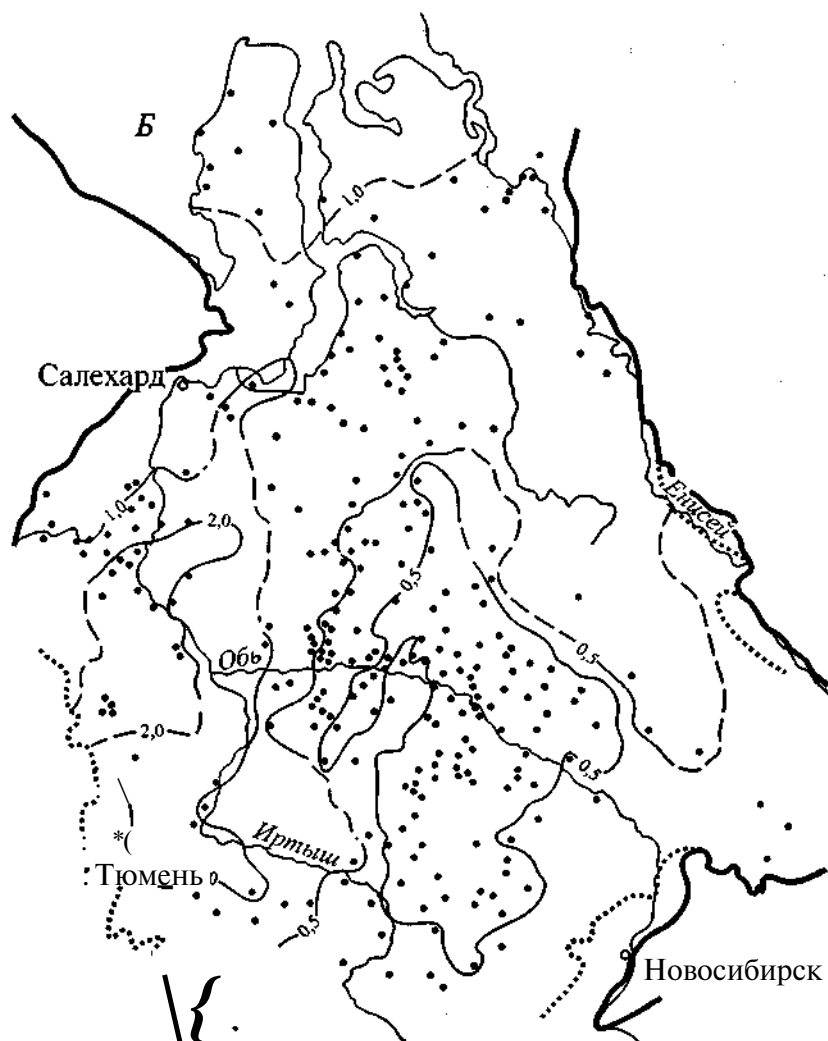 Б
1,0
Салехард
1,0
2,0
Енисей
0,5
0,5
Обь
2,0
0,5
*(
Иртыш
Тюмень
0,5
Новосибирск
{